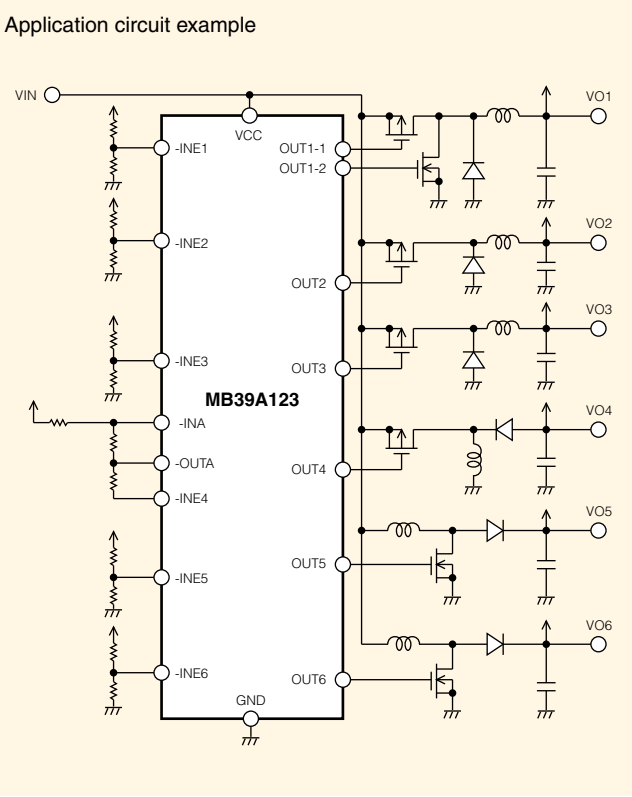 Application circuit example
VIN
VCC
VO1
-INE1
OUT1-1
OUT1-2
VO2
-INE2
OUT2
VO3
-INE3
OUT3
MB39A123
VO4
-INA
-OUTA
OUT4
-INE4
VO5
OUT5
-INE5
VO6
-INE6
OUT6
GND